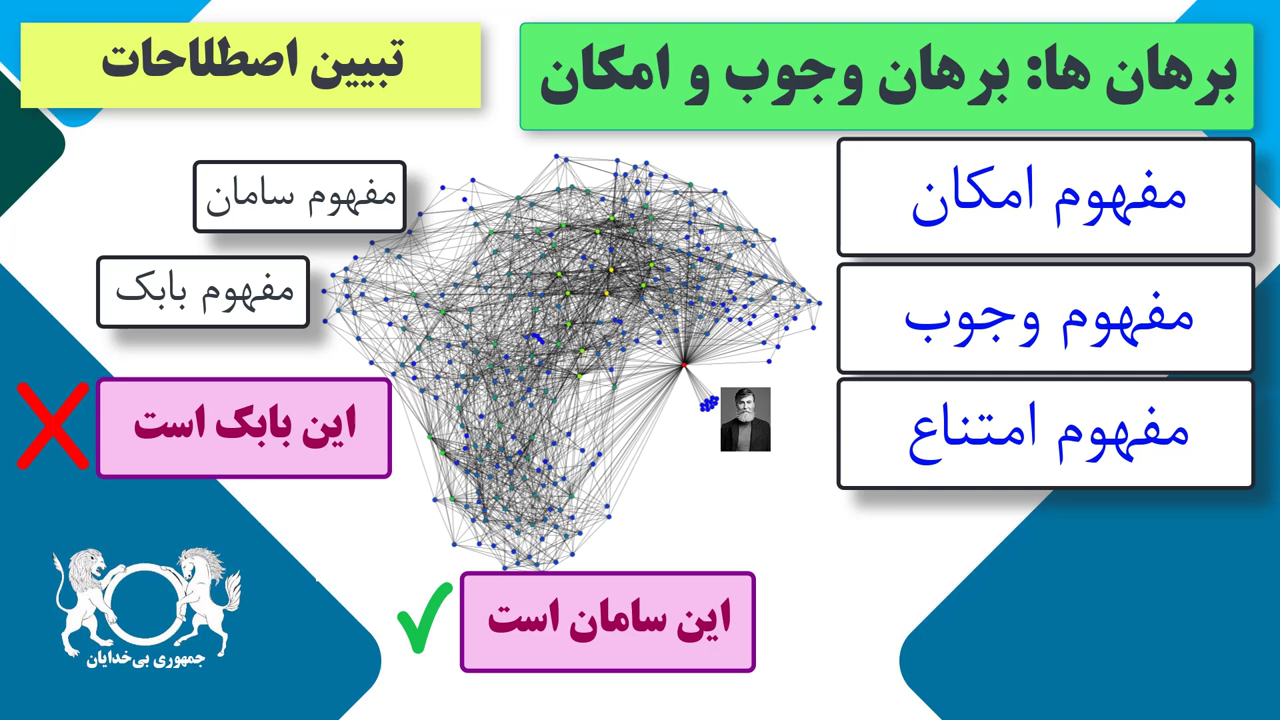 برهان ها: برهان وجوب و امکان
تبیین اصطلاحات
مفهوم امکان
مفهوم وجوب
مفهوم امتناع
مفهوم سامان
مفهوم بابک
این بابک است
این سامان است
جمهوری بی‌خدایان